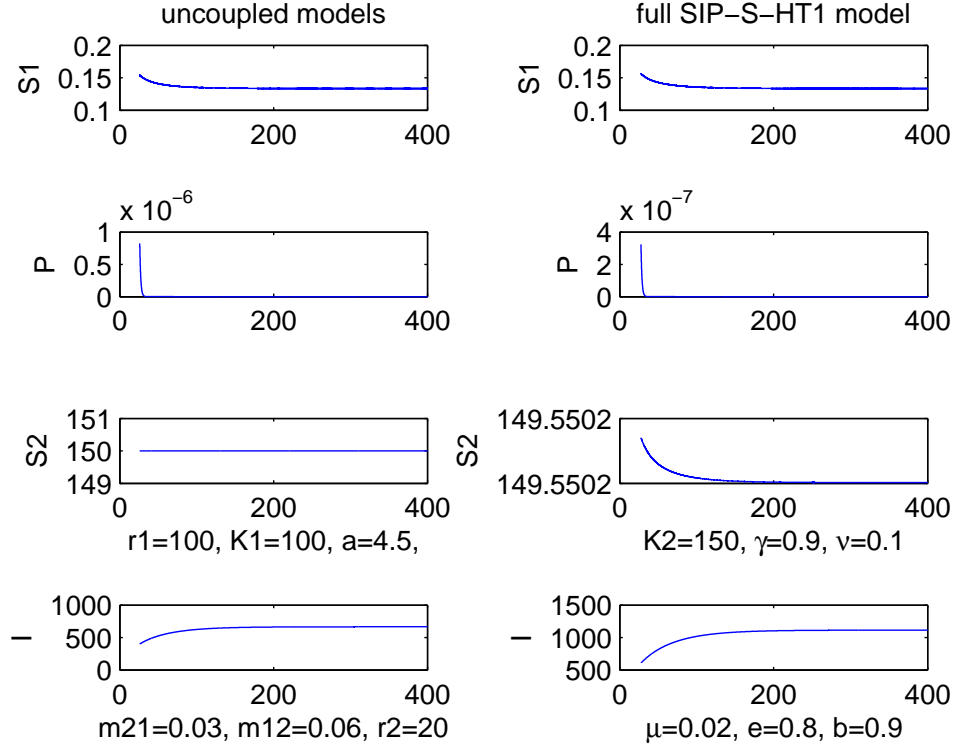 uncoupled models
full SIP−S−HT1 model
0.2
0.15
0.1
S1
0 200 400
0.2
0.15
0.1
S1
0 200 400
x 10−6
1
0.5
0
P
0 200 400
x 10−7
4
2
0
P
0 200 400
151
150
149
S2
0 200 400
r1=100, K1=100, a=4.5,
149.5502
149.5502
S2
0 200 400
K2=150, γ=0.9, ν=0.1
1000
500
0
I
0 200 400
m21=0.03, m12=0.06, r2=20
1500
1000
500
I
0 200 400
μ=0.02, e=0.8, b=0.9